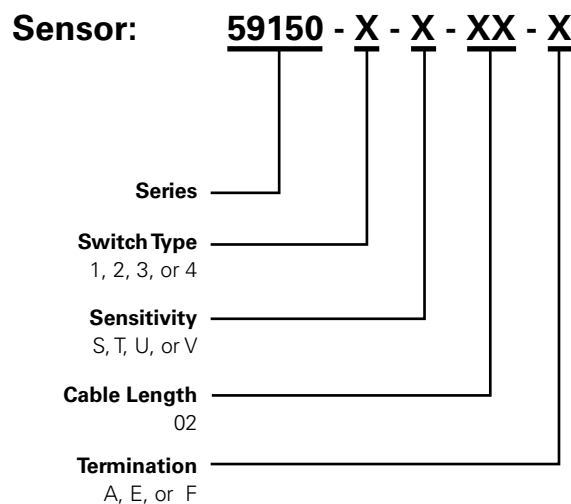 Sensor: 59150 - X - X - XX - X
Series
Switch Type
1, 2, 3, or 4
Sensitivity
S, T, U, or V
Cable Length
02
Termination
A, E, or F